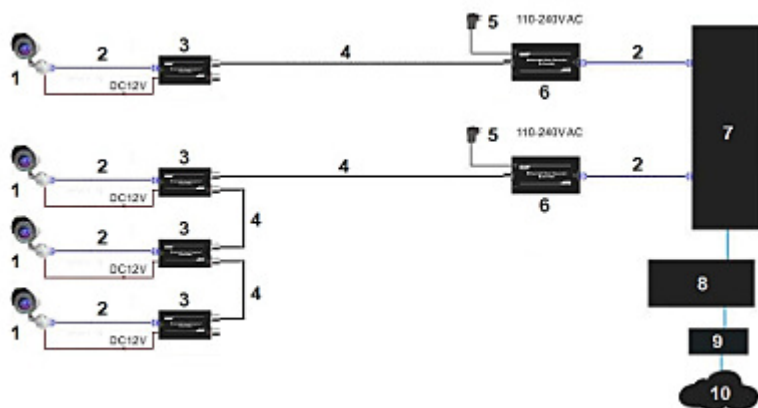 5 110-240VAC
2 3 4 2
1 DC12V 6
7
5 110-240VAC
2 3 4 2
1 DC12V 4 6
2 3
1 DC12V 4 8
2 3
1 DC12V 9
10